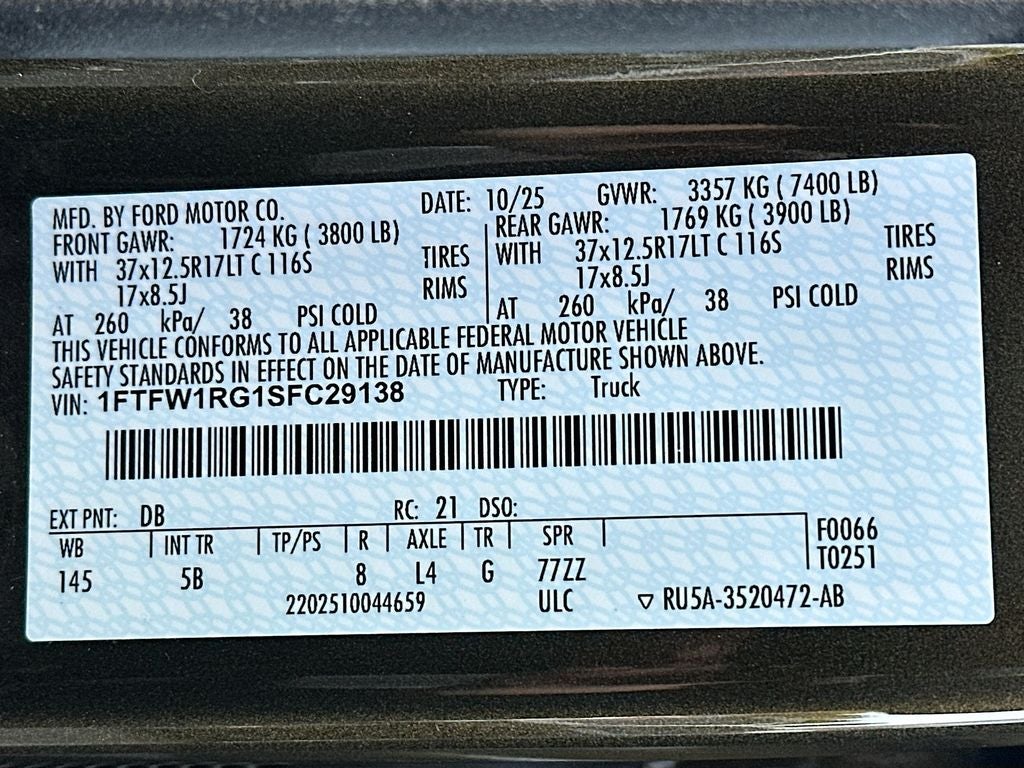 MFD. BY FORD MOTOR CO. DATE: 10/25 GVWR: 3357 KG ( 7400 LB)
FRONT GAWR: 1724 KG ( 3800 LB) REAR GAWR: 1769 KG ( 3900 LB)
WITH 37x12.5R17LT C 116S TIRES WITH 37x12.5R17LT C 116S TIRES
17x8.5J RIMS 17x8.5J RIMS
AT 260 kPa/ 38 PSI COLD AT 260 kPa/ 38 PSI COLD
THIS VEHICLE CONFORMS TO ALL APPLICABLE FEDERAL MOTOR VEHICLE
SAFETY STANDARDS IN EFFECT ON THE DATE OF MANUFACTURE SHOWN ABOVE.
VIN: 1FTFW1RG1SFC29138 TYPE: Truck
EXT PNT: DB RC: 21 DSO:
WB INT TR TP/PS R AXLE TR SPR F0066
145 5B 8 L4 G 77ZZ T0251
2202510044659 ULC ▽ RU5A-3520472-AB